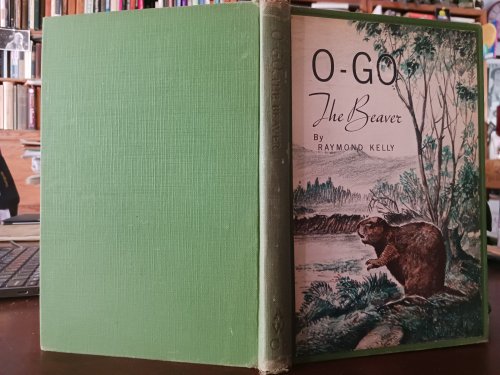 O-GO
The Beaver
By
RAYMOND KELLY
O-GO THE BEAVER